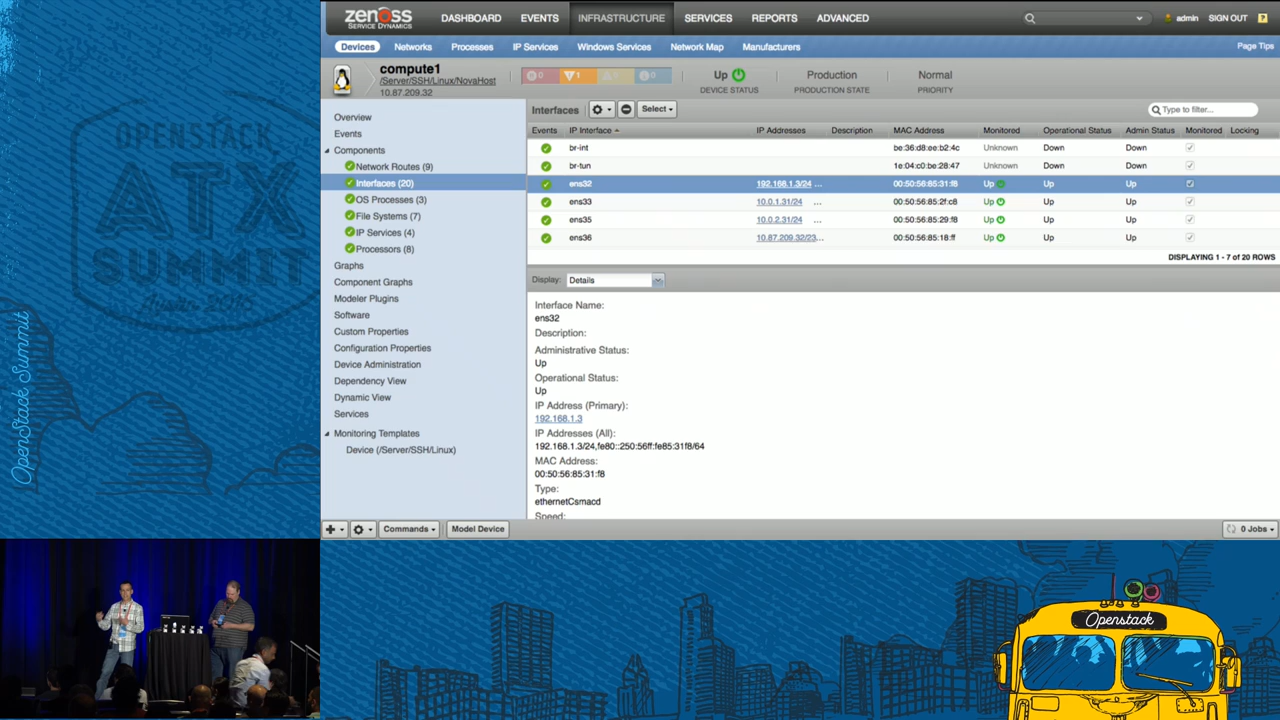 zenoss
SERVICE DYNAMICS
DASHBOARD EVENTS INFRASTRUCTURE SERVICES REPORTS ADVANCED
admin SIGN OUT ?
Devices Networks Processes IP Services Windows Services Network Map Manufacturers
Page Tips
compute1
/Server/SSH/Linux/NovaHost
10.87.209.32
0 1 0
Up
DEVICE STATUS
Production
PRODUCTION STATE
Normal
PRIORITY
Overview
Events
Components
Network Routes (9)
Interfaces (20)
OS Processes (3)
File Systems (7)
IP Services (4)
Processors (8)
Graphs
Component Graphs
Modeler Plugins
Software
Custom Properties
Configuration Properties
Device Administration
Dependency View
Dynamic View
Services
Monitoring Templates
Device (/Server/SSH/Linux)
Interfaces Select
Type to filter...
Events IP Interface IP Addresses Description MAC Address Monitored Operational Status Admin Status Monitored Locking
br-int be:36:d8:ee:b2:4c Unknown Down Down
br-tun 1e:04:c0:be:28:47 Unknown Down Down
ens32 192.168.1.3/24 ... 00:50:56:85:31:f8 Up Up Up
ens33 10.0.1.31/24 ... 00:50:56:85:2f:c8 Up Up Up
ens35 10.0.2.31/24 ... 00:50:56:85:29:f8 Up Up Up
ens36 10.87.209.32/23... 00:50:56:85:18:ff Up Up Up
DISPLAYING 1 - 7 of 20 ROWS
Display: Details
Interface Name:
ens32
Description:
Administrative Status:
Up
Operational Status:
Up
IP Address (Primary):
192.168.1.3
IP Addresses (All):
192.168.1.3/24,fe80::250:56ff:fe85:31f8/64
MAC Address:
00:50:56:85:31:f8
Type:
ethernetCsmacd
Speed:
Commands Model Device
0 Jobs
OPENSTACK
ATX
SUMMIT
OpenStack Summit
Openstack